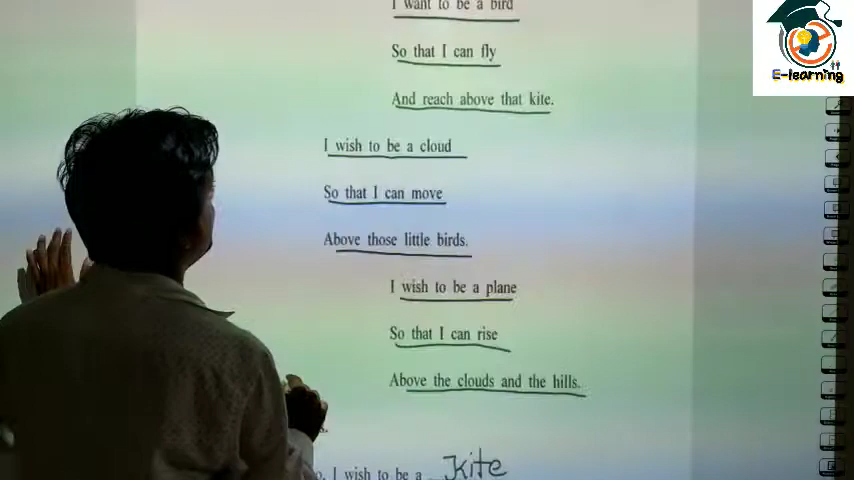 I want to be a bird
So that I can fly
And reach above that kite.
I wish to be a cloud
So that I can move
Above those little birds.
I wish to be a plane
So that I can rise
Above the clouds and the hills.
I wish to be a Kite
E-learning